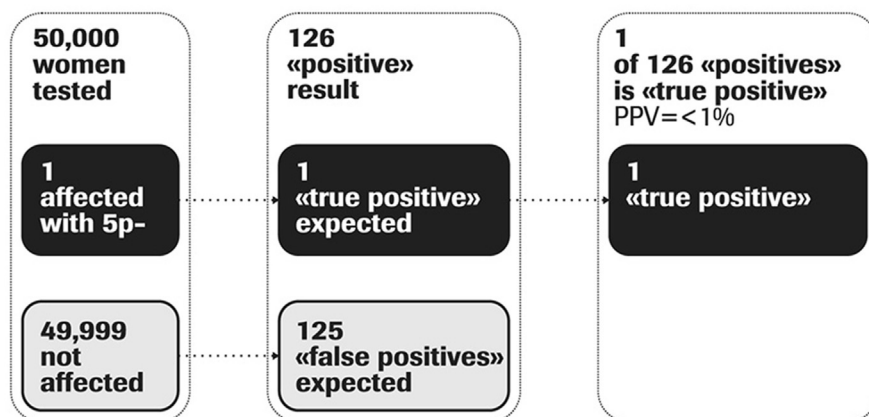 50,000
women
tested
1
affected
with 5p-
49,999
not
affected
126
«positive»
result
1
«true positive»
expected
125
«false positives»
expected
1
of 126 «positives»
is «true positive»
PPV=<1%
1
«true positive»